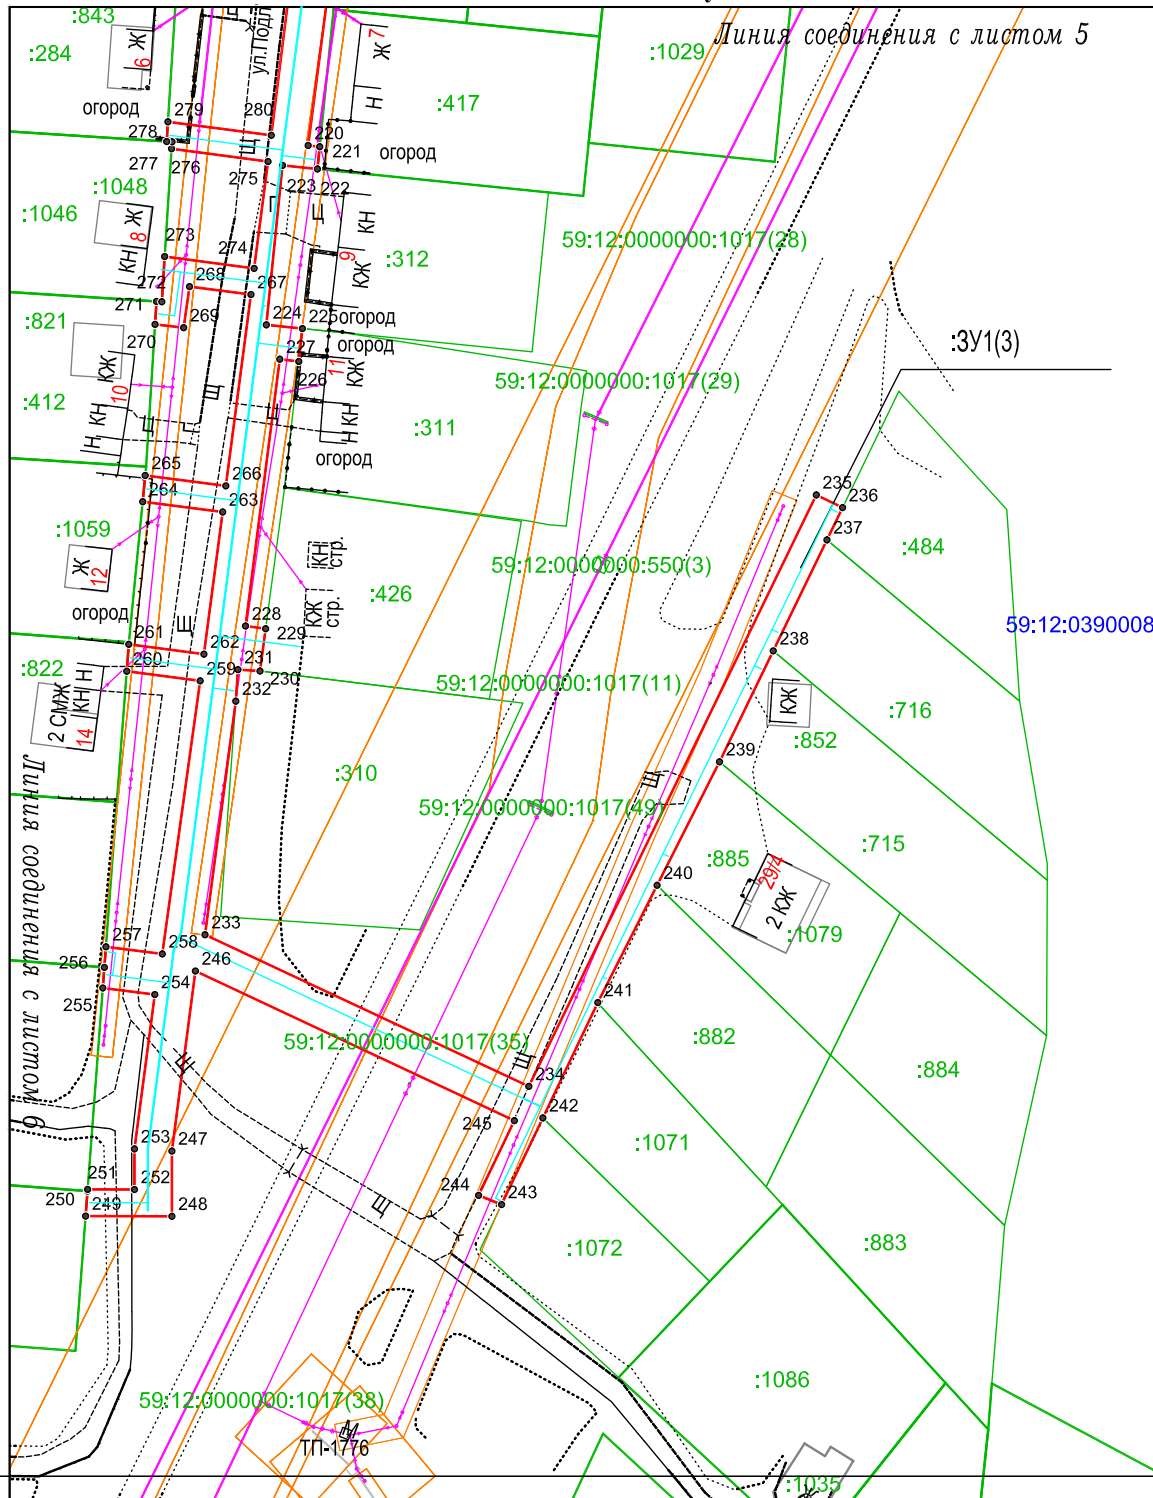 Линия соединения с листом 5
:843
:284
Ж
6
ул.Подл
7
Ж
Н
:1029
:417
огород
279
280
278
220
221
огород
277
276
Щ
275
223
222
:1048
:1046
Ж
8
КН
П
П
КН
9
КЖ
:312
59:12:0000000:1017(28)
273
274
268
267
272
271
269
270
224
225
огород
огород
227
226
11
КЖ
:821
КЖ
10
:412
КН
Н
Щ
П
П
П
КН
Н
:311
огород
59:12:0000000:1017(29)
:ЗУ1(3)
265
266
264
263
235
236
237
:484
:1059
Ж
12
КН
стр.
КЖ
стр.
59:12:0000000:550(3)
:426
огород
Щ
228
229
59:12:0390008
261
262
238
260
259
231
230
232
:822
Н
КН
2 СМЖ
14
59:12:0000000:1017(11)
КЖ
:716
:852
239
:310
Щ
59:12:0000000:1017(49)
:715
:885
240
29/4
2 КЖ
:1079
Линия соединения с листом 6
233
257
258
246
256
254
255
241
59:12:0000000:1017(35)
:882
:884
Щ
Щ
234
242
245
:1071
253
247
251
252
250
249
248
244
243
Щ
:1072
:883
:1086
59:12:0000000:1017(38)
ТП-1776
:1035
Ж